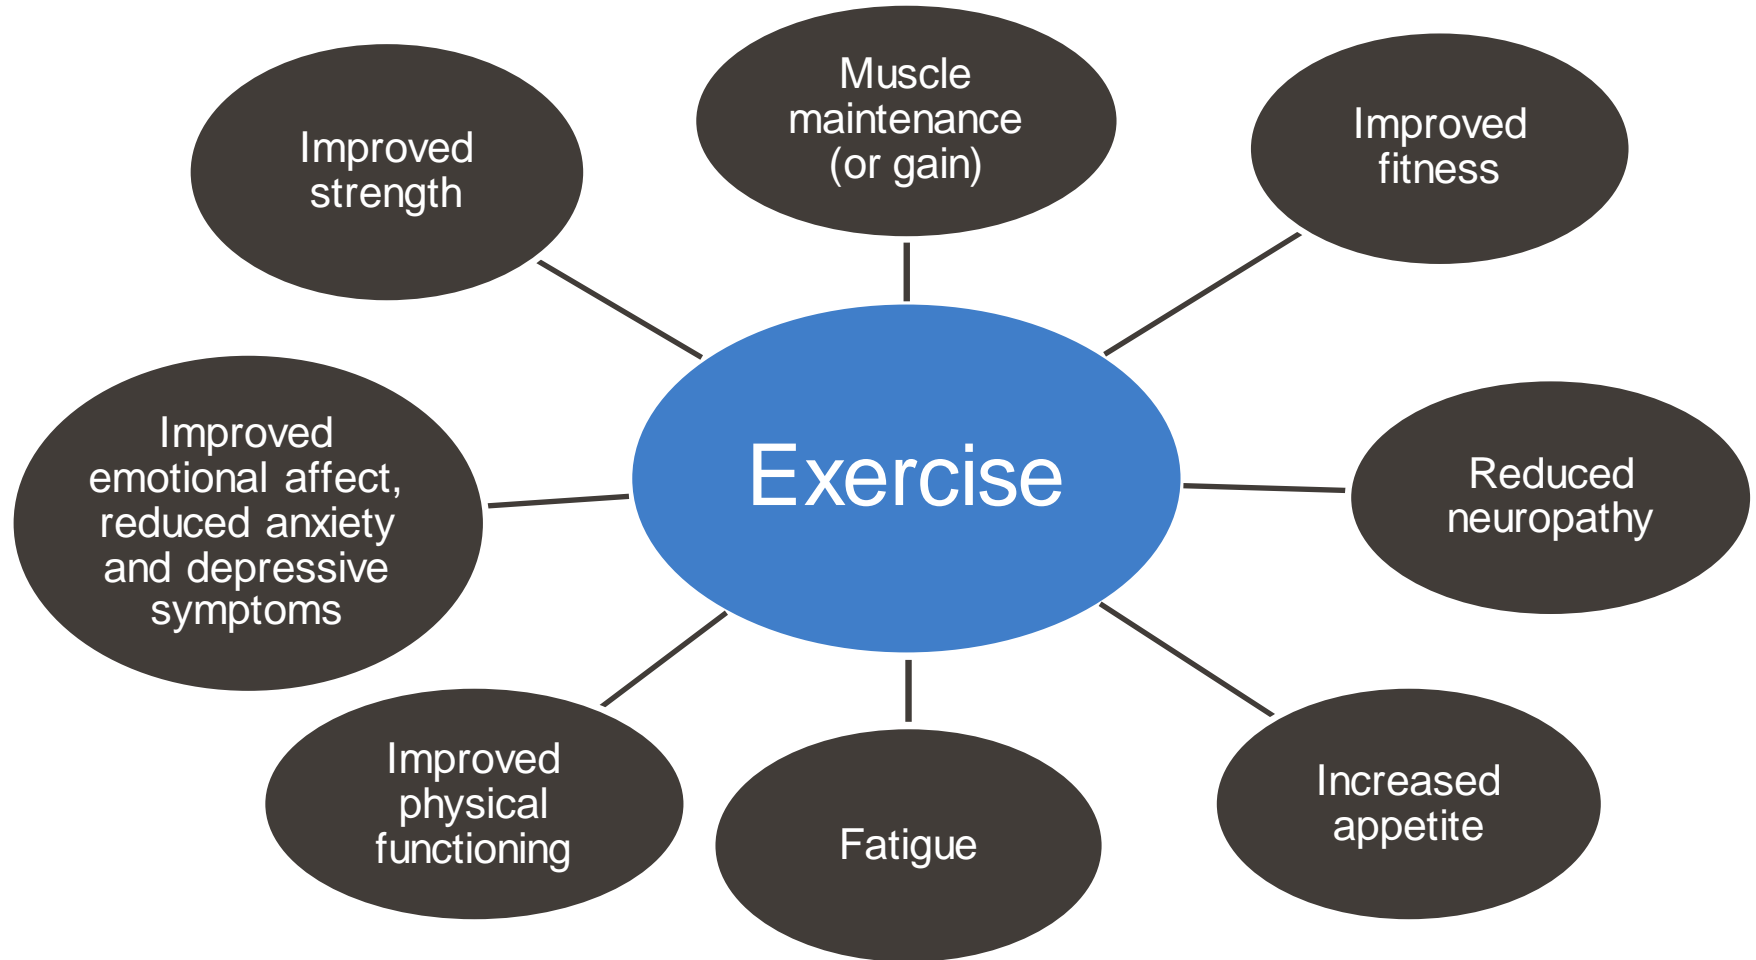 Muscle
maintenance
(or gain)
Improved
fitness
Improved
strength
Exercise
Reduced
neuropathy
Improved
emotional affect,
reduced anxiety
and depressive
symptoms
Increased
appetite
Improved
physical
functioning
Fatigue